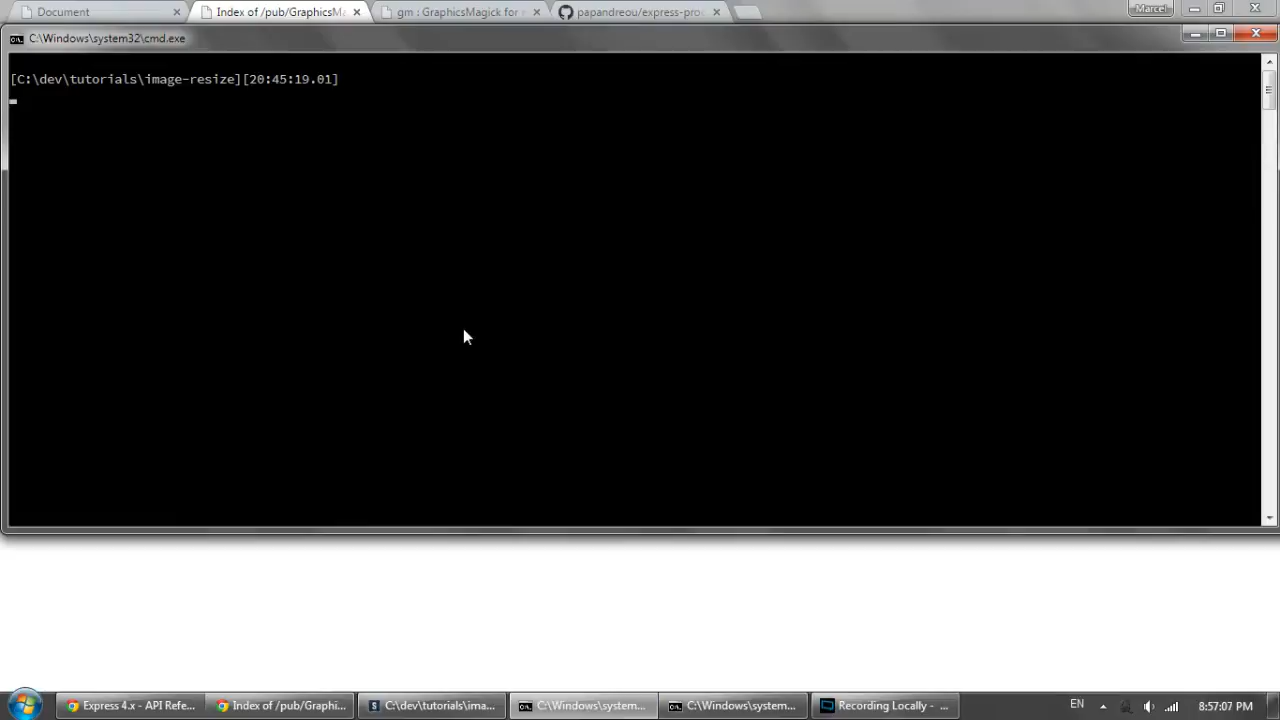 Document
Index of /pub/GraphicsMa
gm : GraphicsMagick for n
papandreou/express-proc
Marcel
C:\Windows\system32\cmd.exe
[C:\dev\tutorials\image-resize][20:45:19.01]
Express 4.x - API Refe...
Index of /pub/Graphi...
C:\dev\tutorials\ima...
C:\Windows\system...
C:\Windows\system...
Recording Locally - ...
EN
8:57:07 PM